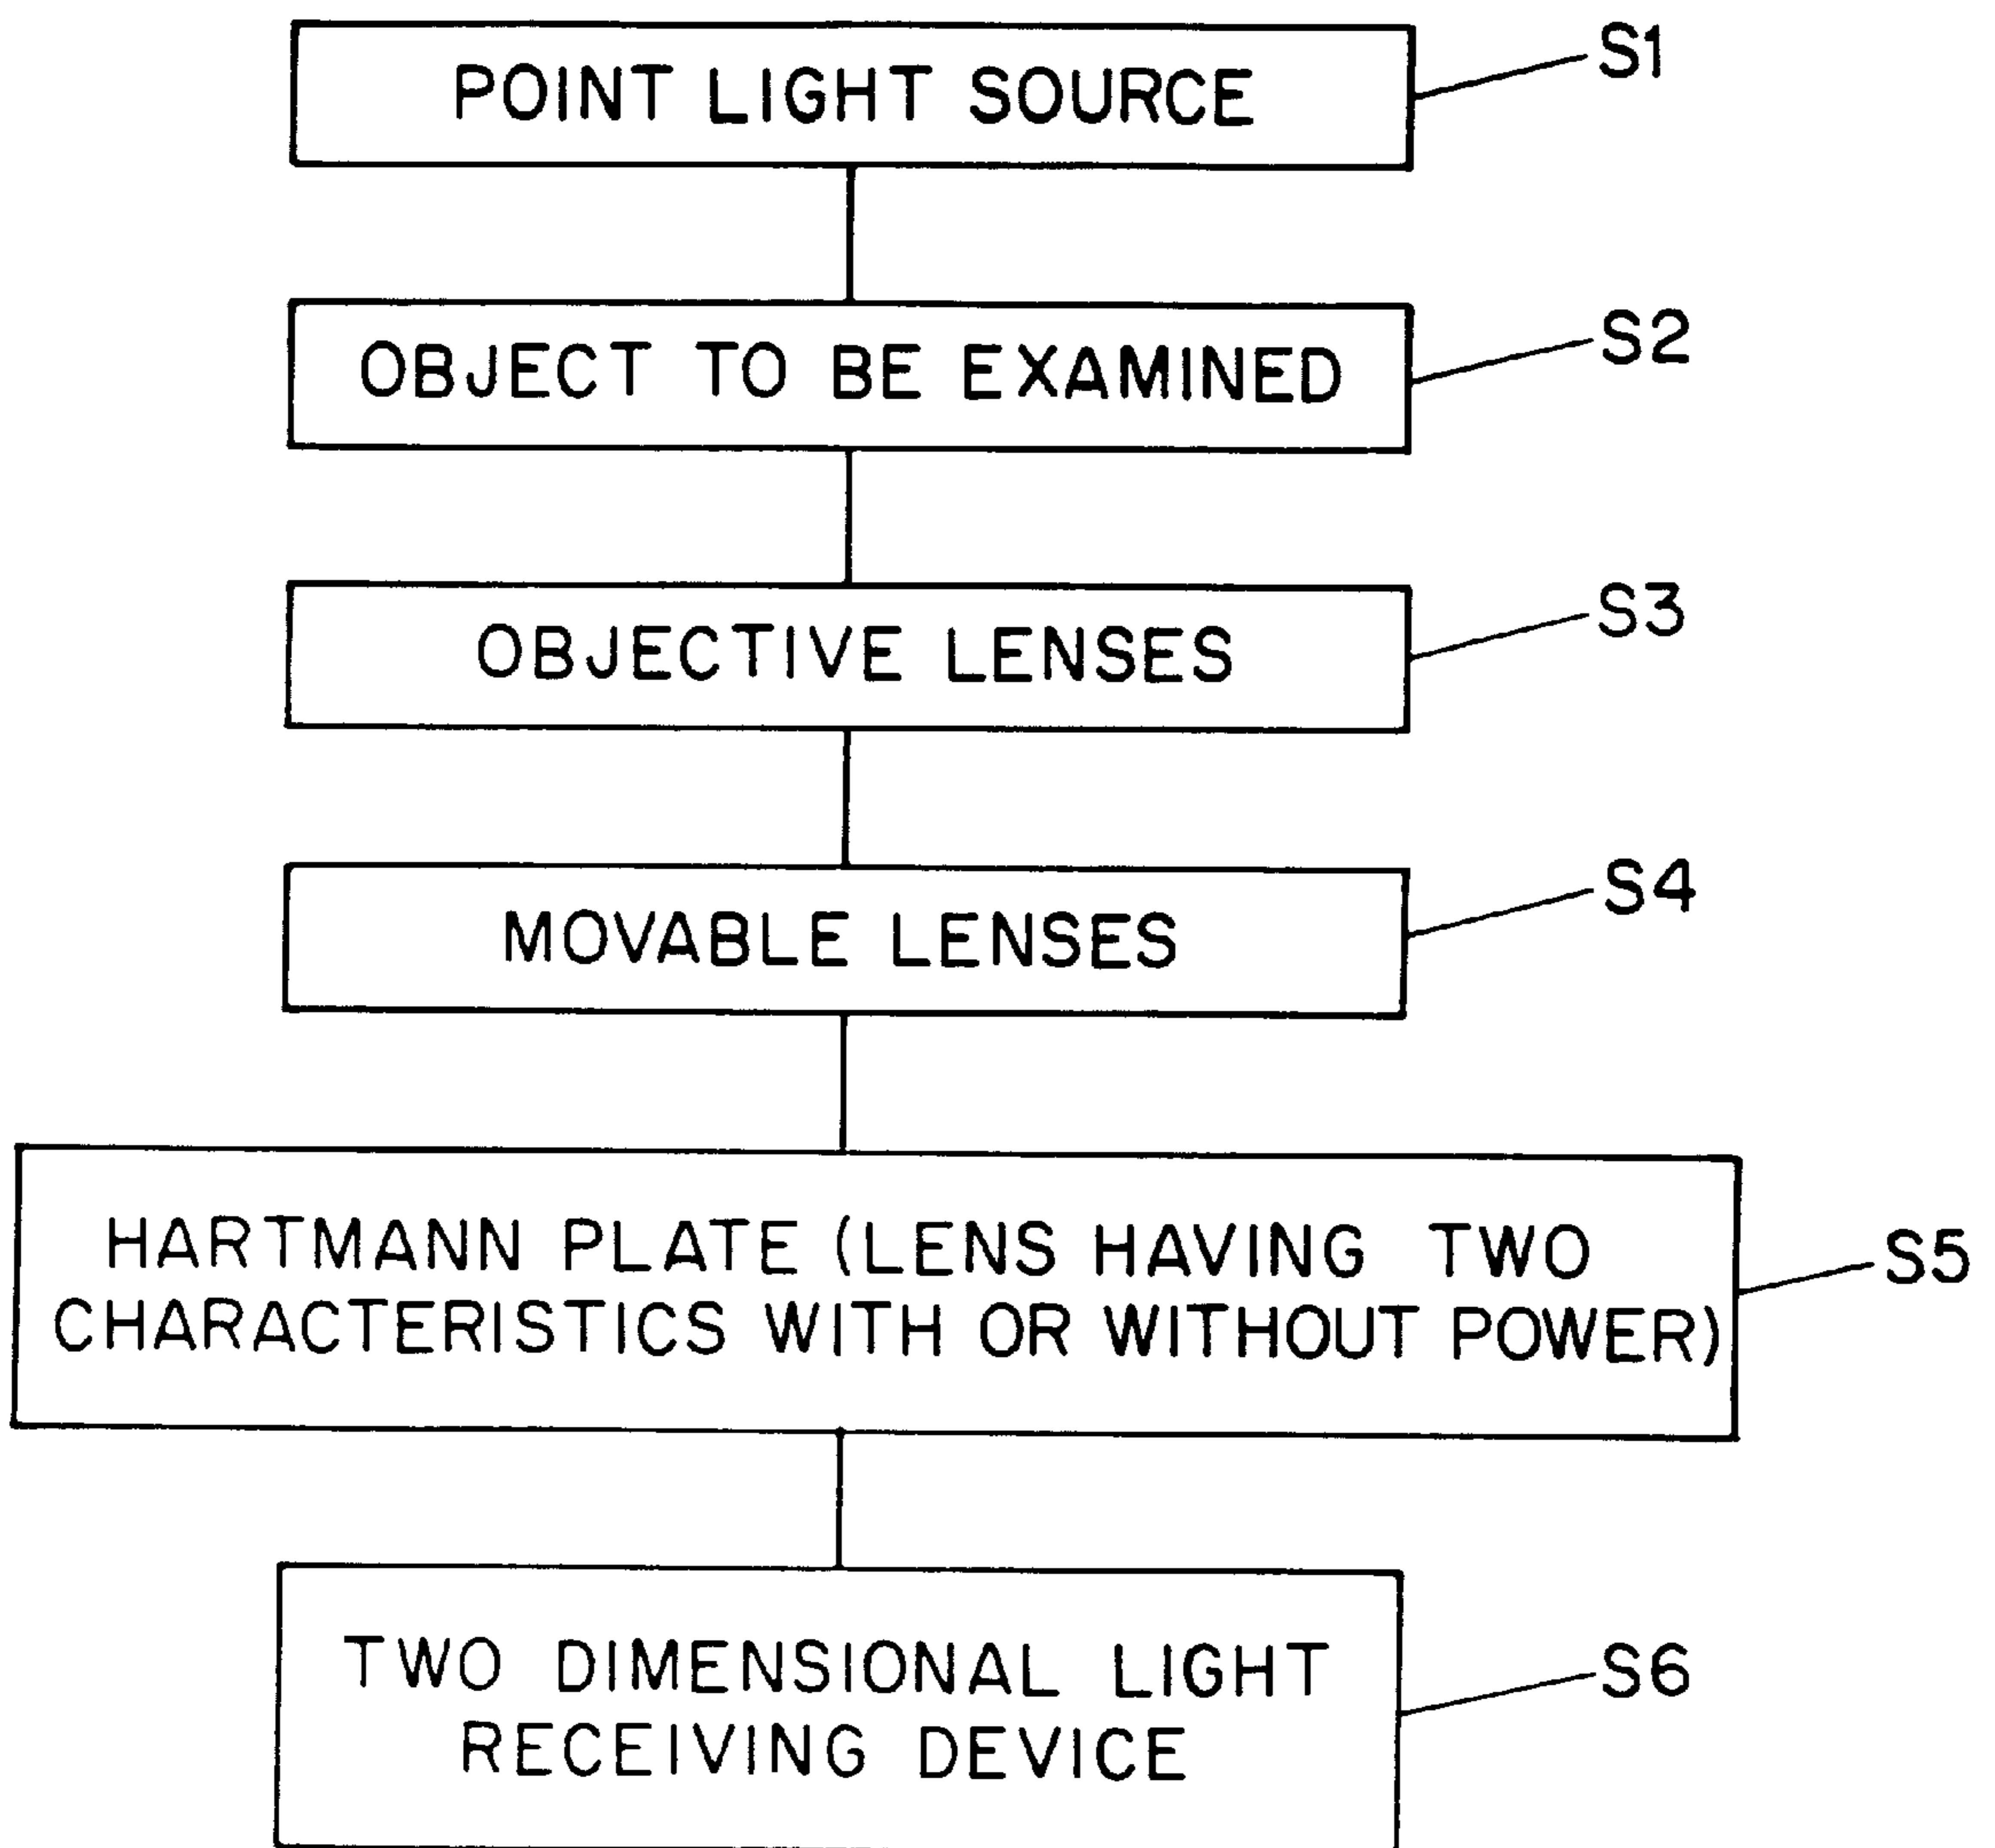 POINT LIGHT SOURCE
S1
OBJECT TO BE EXAMINED
S2
OBJECTIVE LENSES
S3
MOVABLE LENSES
S4
HARTMANN PLATE (LENS HAVING TWO
CHARACTERISTICS WITH OR WITHOUT POWER)
S5
TWO DIMENSIONAL LIGHT
RECEIVING DEVICE
S6